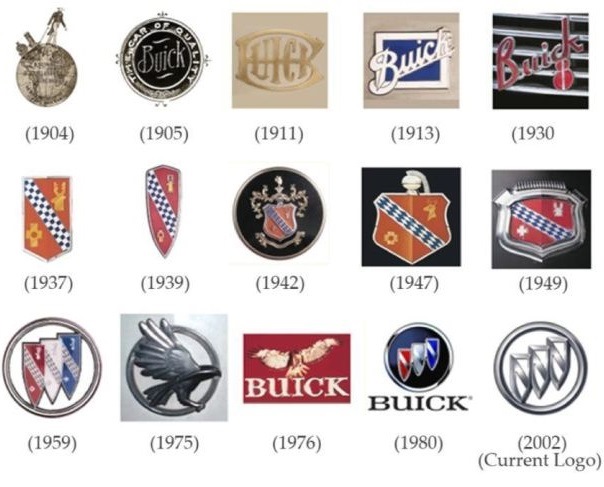 THE CAR OF QUALITY
Buick
BUICK
Buick
Buick
(1904)
(1905)
(1911)
(1913)
(1930
(1937)
(1939)
(1942)
(1947)
(1949)
BUICK
BUICK
(1959)
(1975)
(1976)
(1980)
(2002)
(Current Logo)